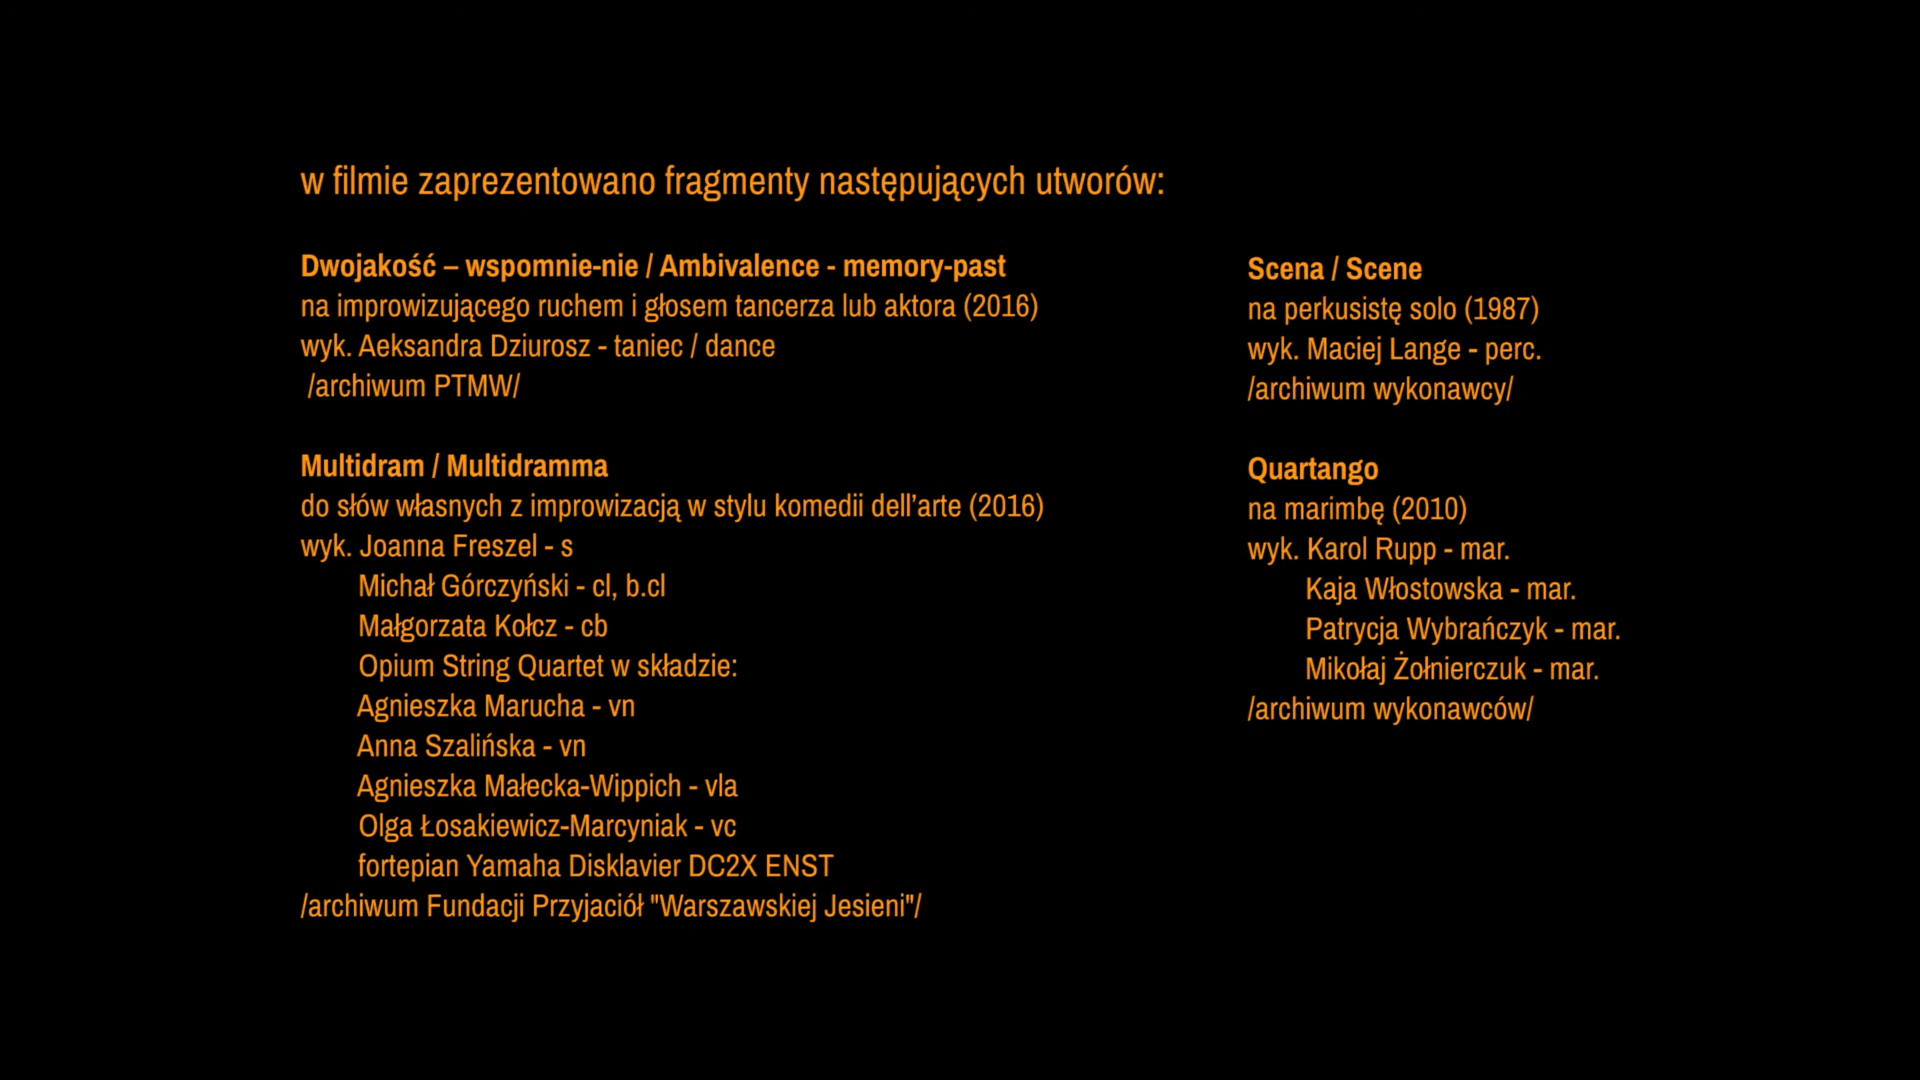 w filmie zaprezentowano fragmenty następujących utworów:
Dwojakość – wspomnie-nie / Ambivalence - memory-past
na improwizującego ruchem i głosem tancerza lub aktora (2016)
wyk. Aeksandra Dziurosz - taniec / dance
/archiwum PTMW/
Multidram / Multidramma
do słów własnych z improwizacją w stylu komedii dell’arte (2016)
wyk. Joanna Freszel - s
Michał Górczyński - cl, b.cl
Małgorzata Kołcz - cb
Opium String Quartet w składzie:
Agnieszka Marucha - vn
Anna Szalińska - vn
Agnieszka Małecka-Wippich - vla
Olga Łosakiewicz-Marcyniak - vc
fortepian Yamaha Disklavier DC2X ENST
/archiwum Fundacji Przyjaciół "Warszawskiej Jesieni"/
Scena / Scene
na perkusistę solo (1987)
wyk. Maciej Lange - perc.
/archiwum wykonawcy/
Quartango
na marimbę (2010)
wyk. Karol Rupp - mar.
Kaja Włostowska - mar.
Patrycja Wybrańczyk - mar.
Mikołaj Żołnierczuk - mar.
/archiwum wykonawców/